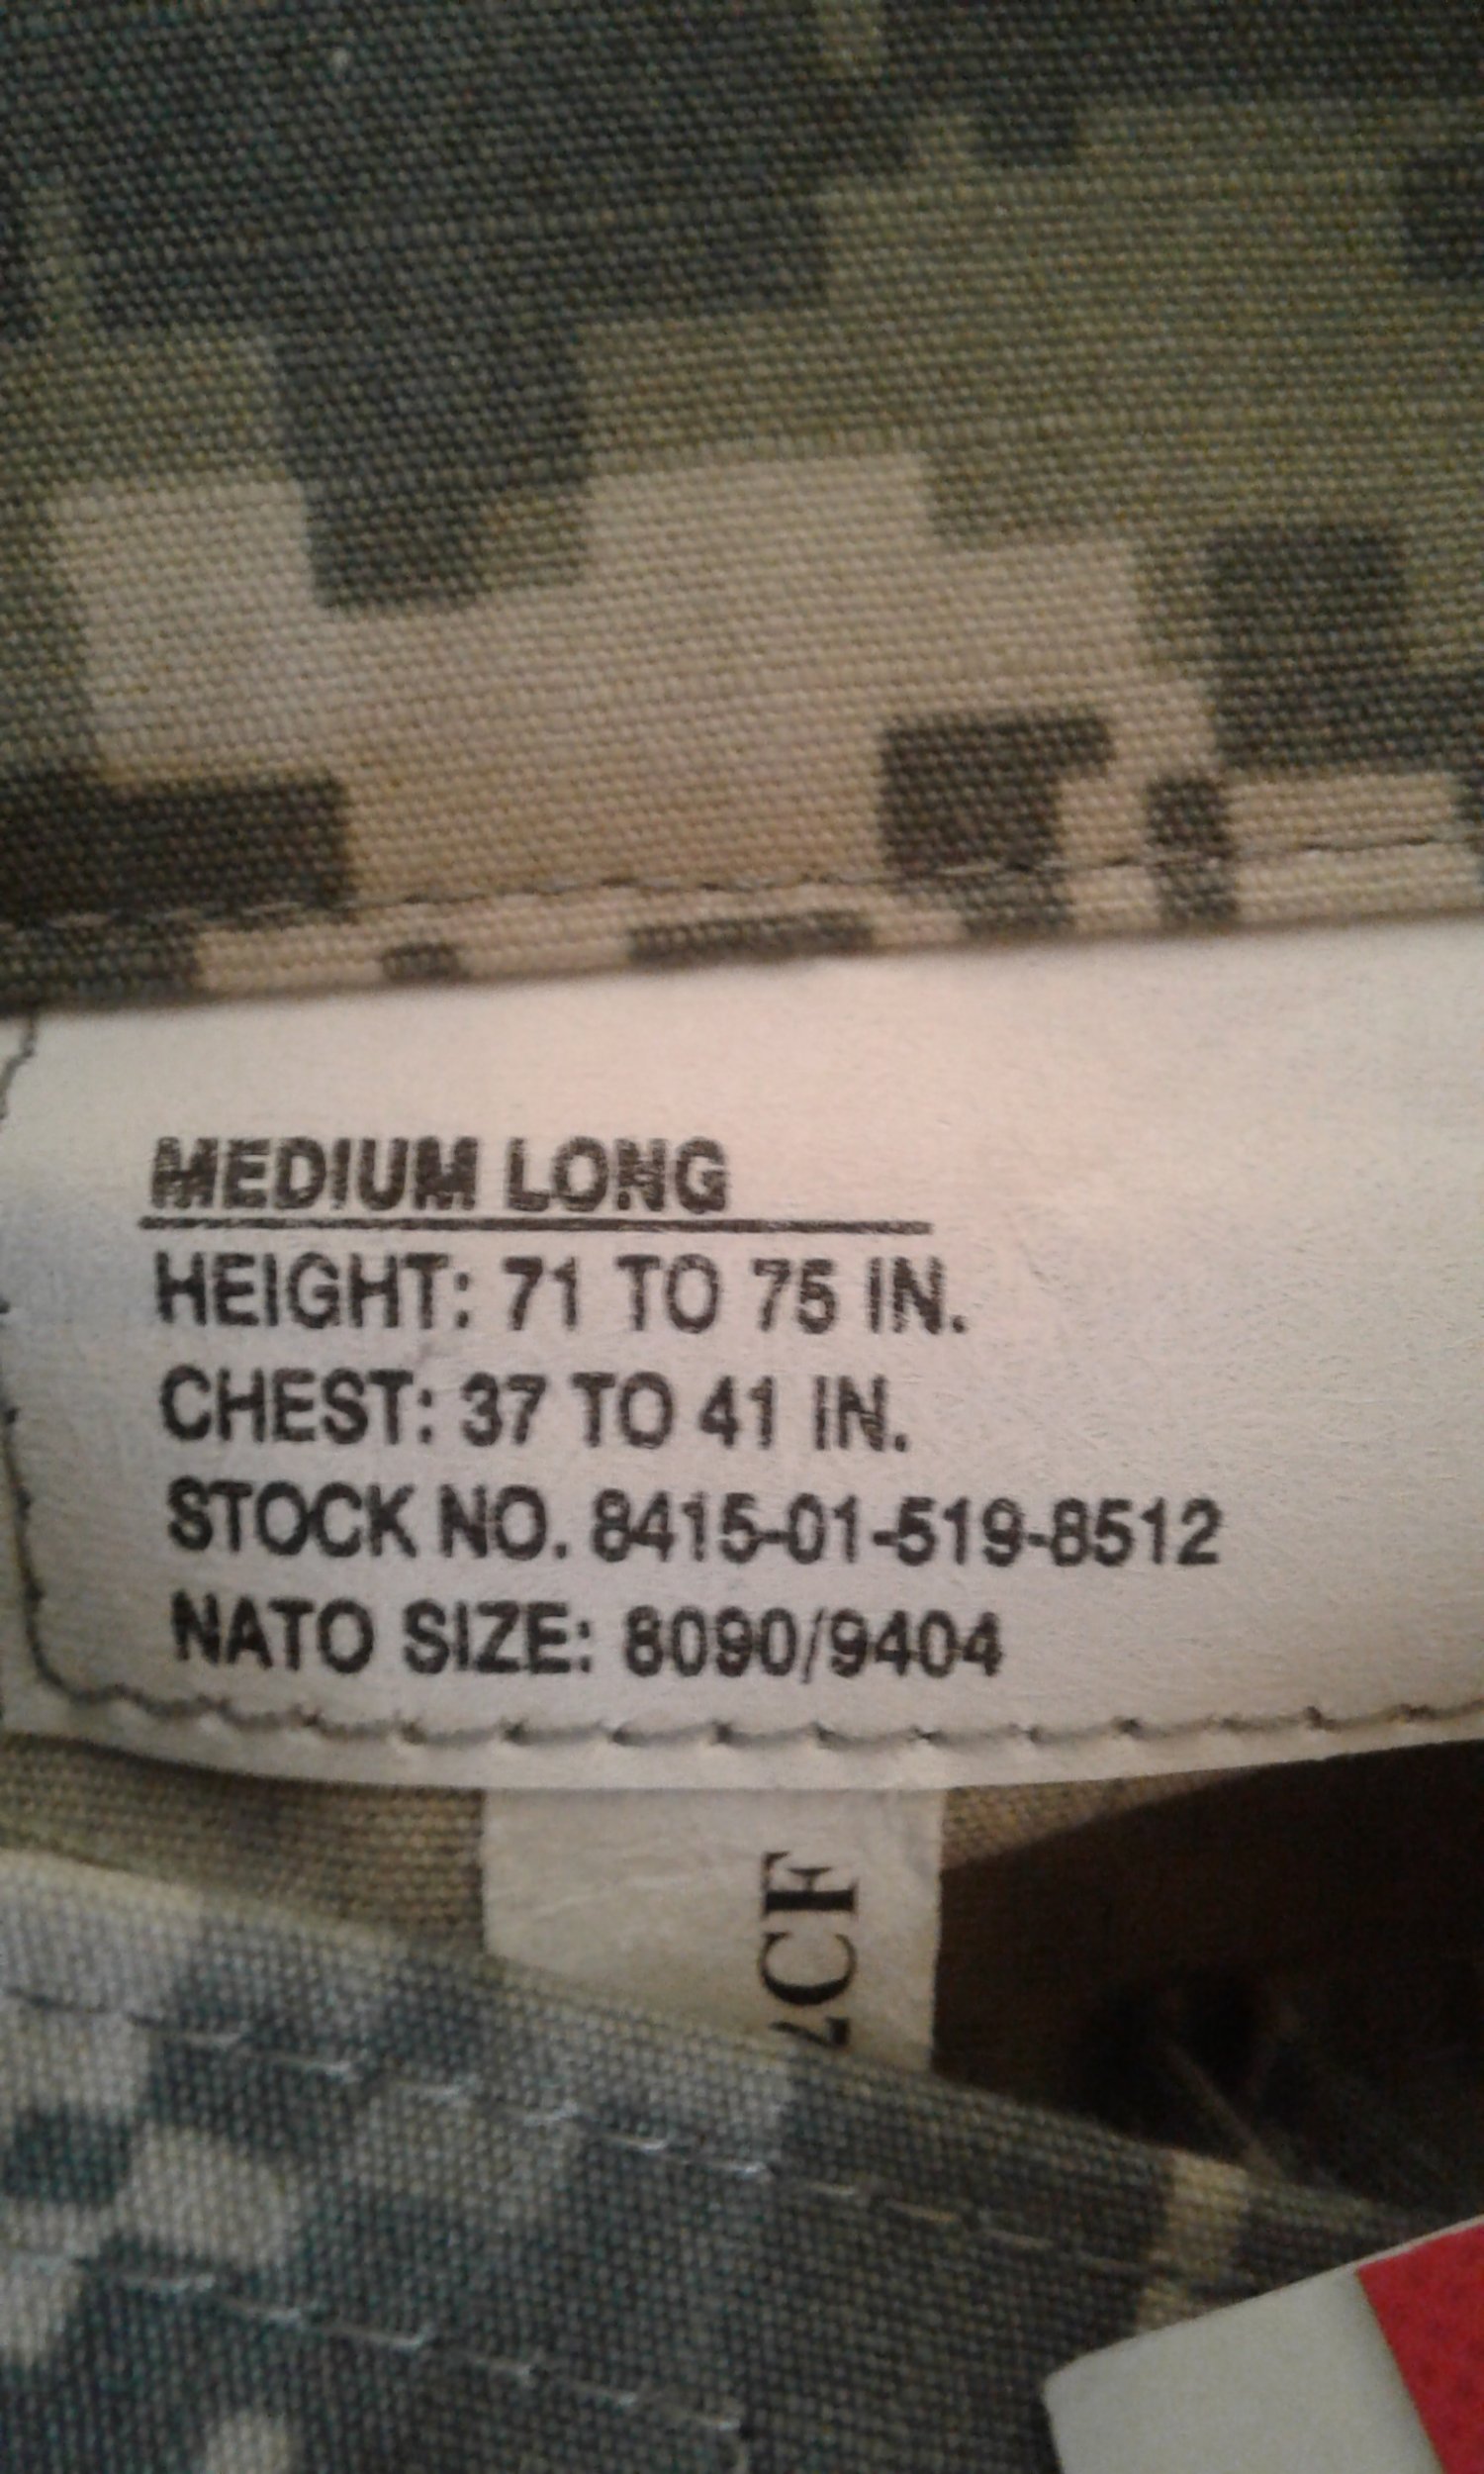 MEDIUM LONG
HEIGHT: 71 TO 75 IN.
CHEST: 37 TO 41 IN.
STOCK NO. 8415-01-519-8512
NATO SIZE: 8090/9404
CF